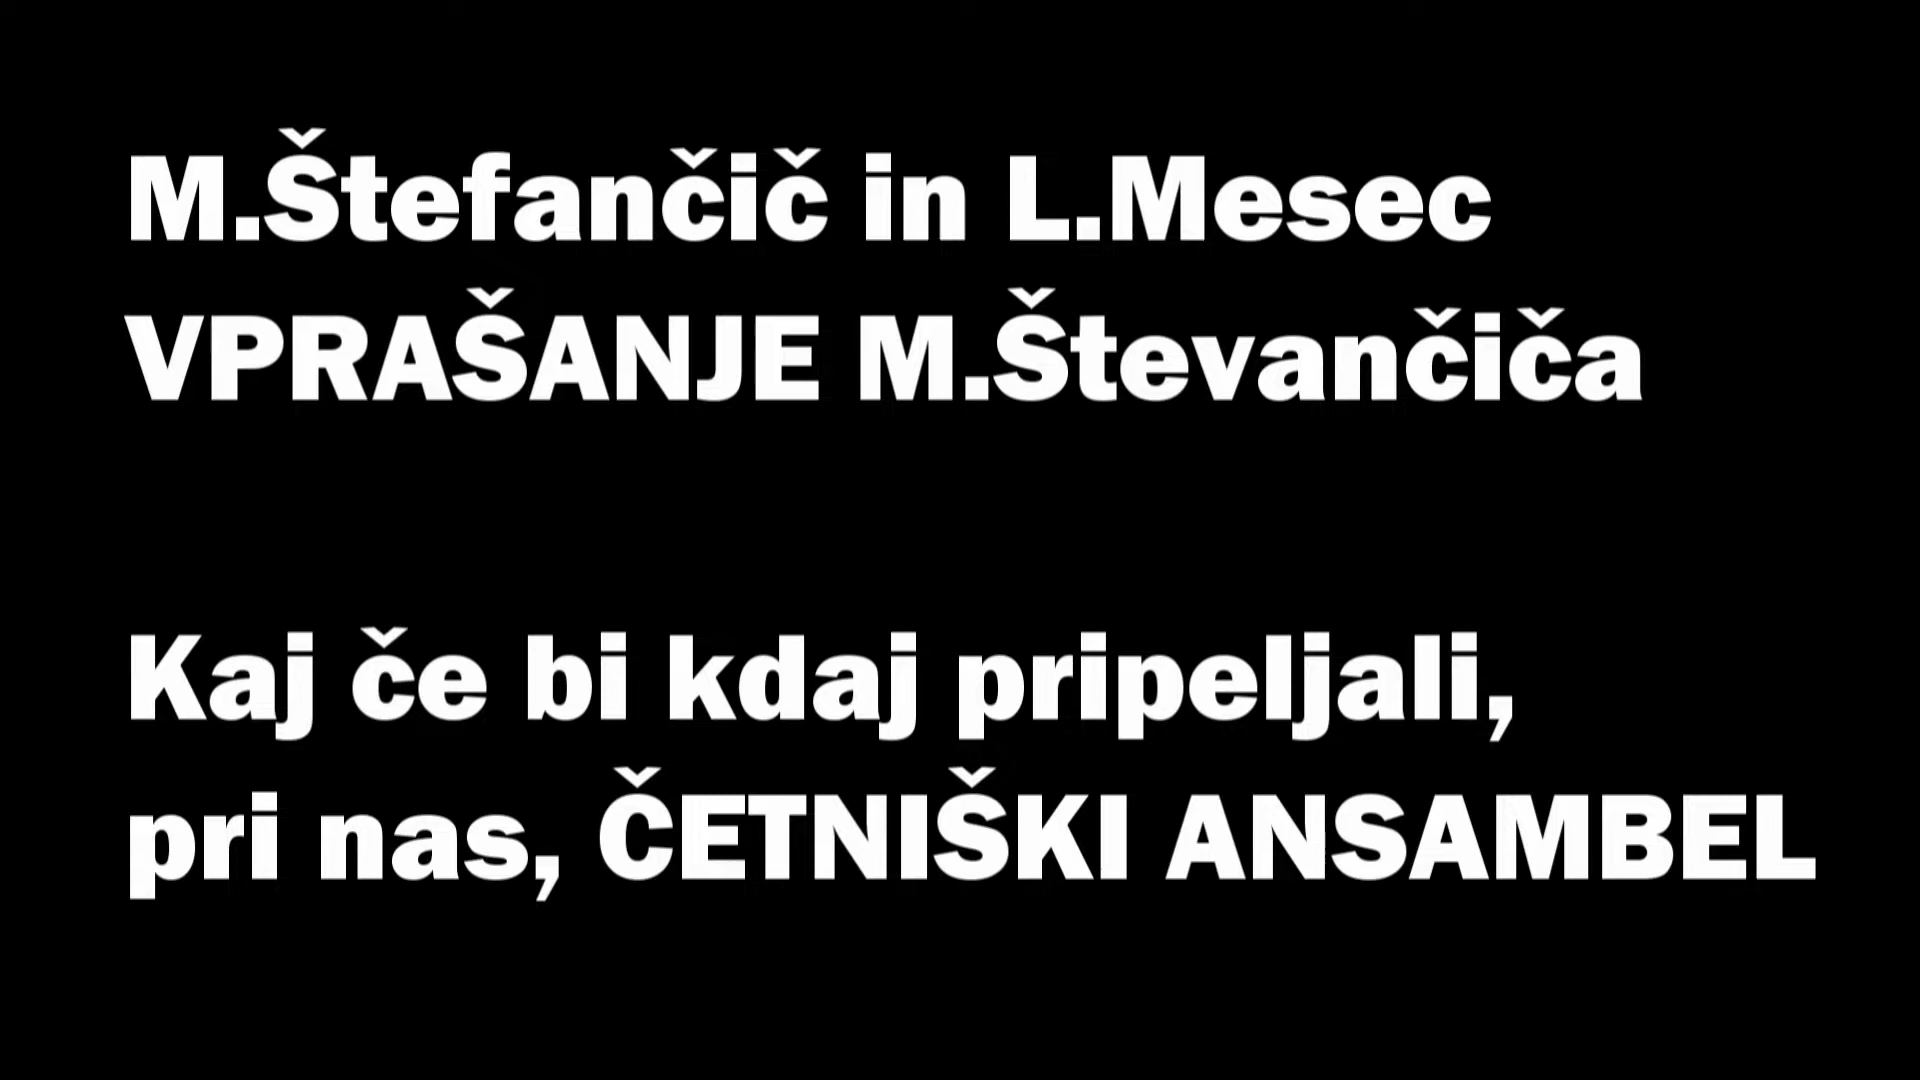 M.Štefančič in L.Mesec
VPRAŠANJE M.Števančiča
Kaj če bi kdaj pripeljali,
pri nas, ČETNIŠKI ANSAMBEL